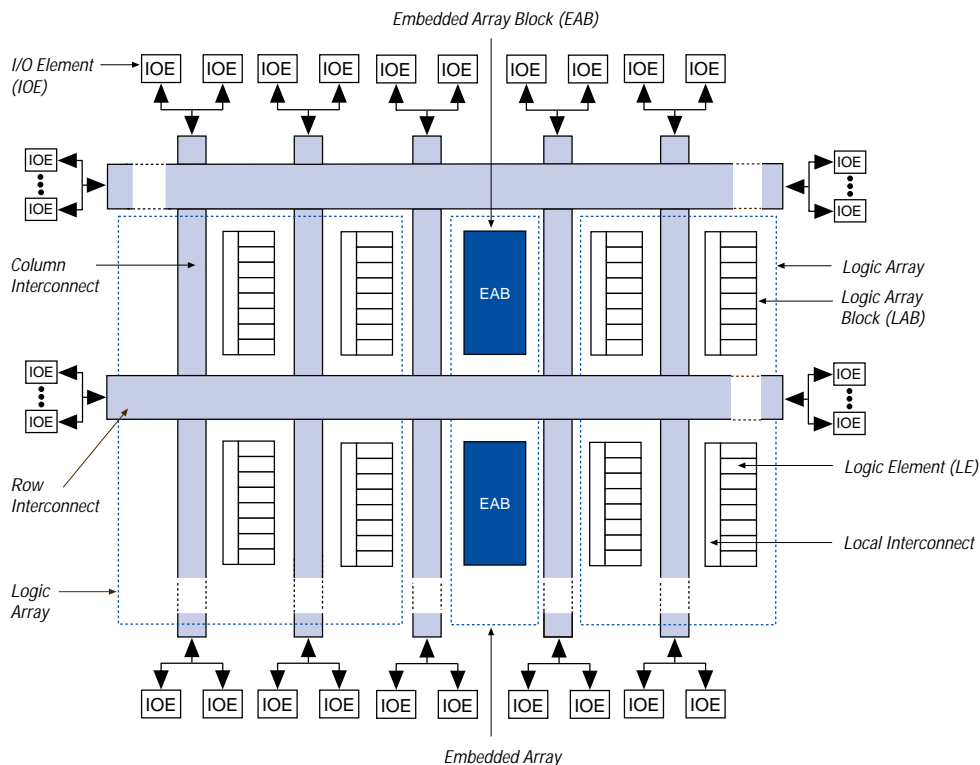 Embedded Array Block (EAB)
I/O Element
(IOE)
IOE IOE IOE IOE IOE IOE IOE IOE IOE IOE
IOE IOE
IOE IOE
Column
Interconnect
EAB
Logic Array
Logic Array
Block (LAB)
IOE IOE
IOE IOE
Row
Interconnect
EAB
Logic Element (LE)
Local Interconnect
Logic
Array
IOE IOE IOE IOE IOE IOE IOE IOE IOE IOE
Embedded Array